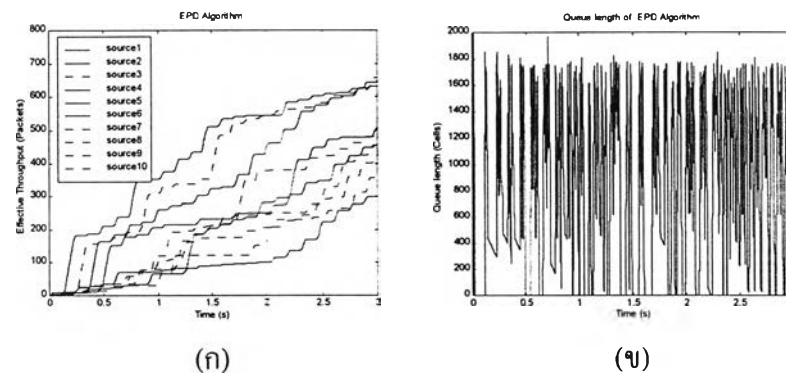 EPD Algorithm
Effective Throughput (Packets)
800
700
600
500
400
300
200
100
0
source1
source2
source3
source4
source5
source6
source7
source8
source9
source10
0 0.5 1 1.5 2 2.5 3
Time (s)
(ก)
Queue length of EPD Algorithm
Queue length (Cells)
2000
1800
1600
1400
1200
1000
800
600
400
200
0
0 0.5 1 1.5 2 2.5
Time (s)
(ข)